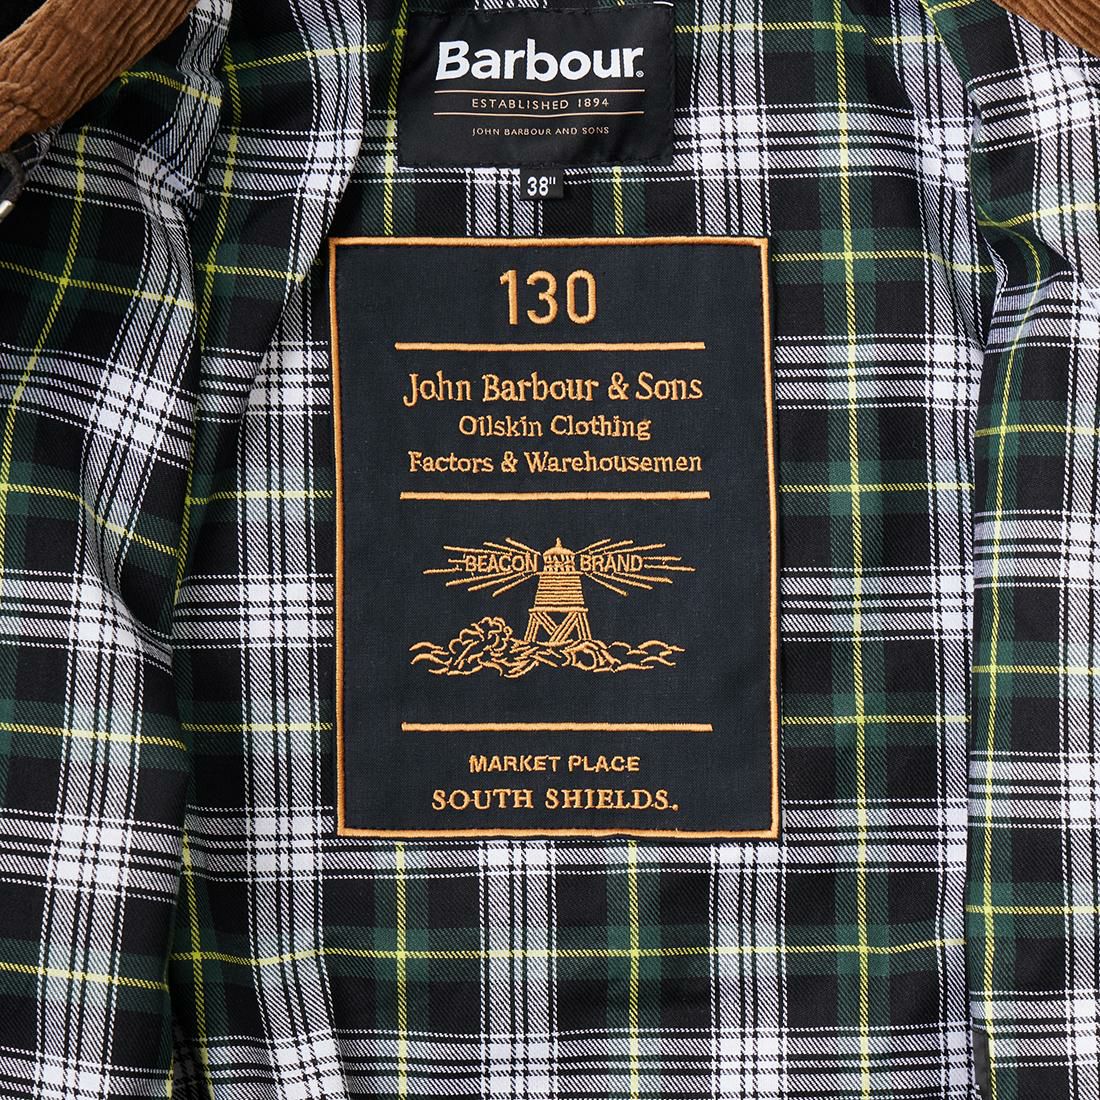 Barbour®
ESTABLISHED 1894
JOHN BARBOUR AND SONS
38"
130
John Barbour & Sons
Oilskin Clothing
Factors & Warehousemen
BEACON BRAND
MARKET PLACE
SOUTH SHIELDS.